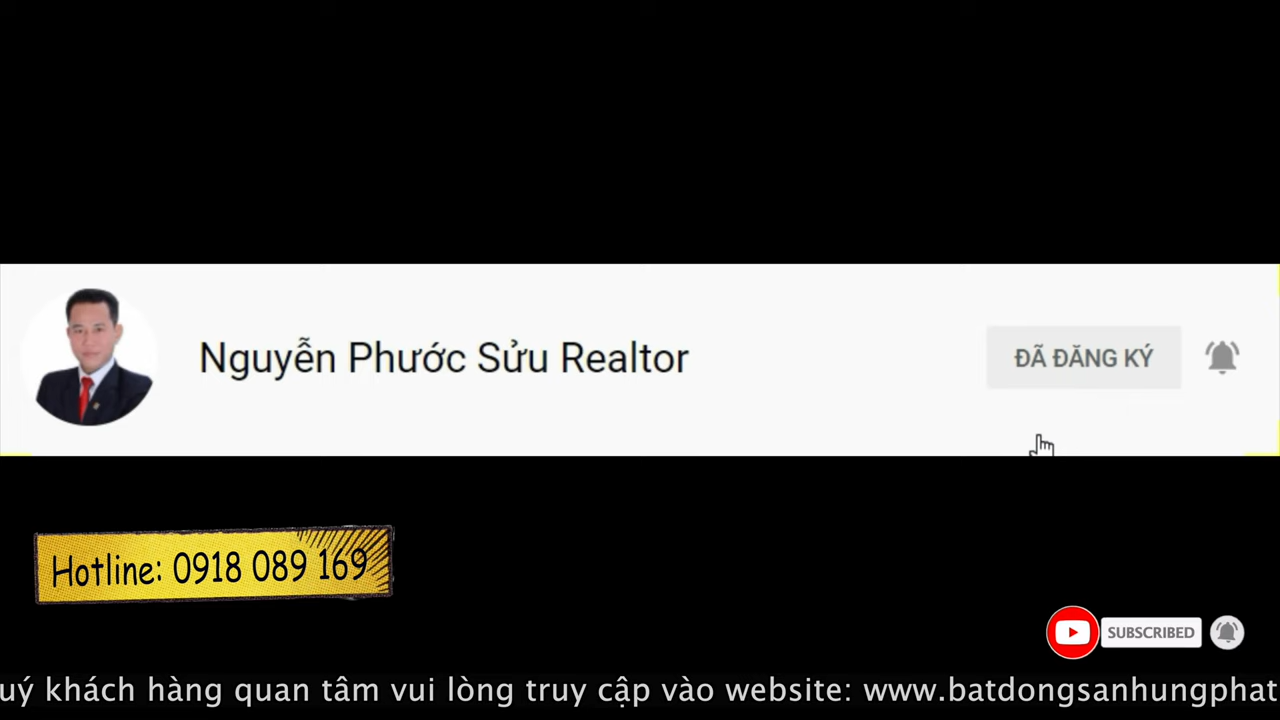 Nguyễn Phước Sửu Realtor
ĐÃ ĐĂNG KÝ
Hotline: 0918 089 169
SUBSCRIBED
uý khách hàng quan tâm vui lòng truy cập vào website: www.batdongsanhungphat